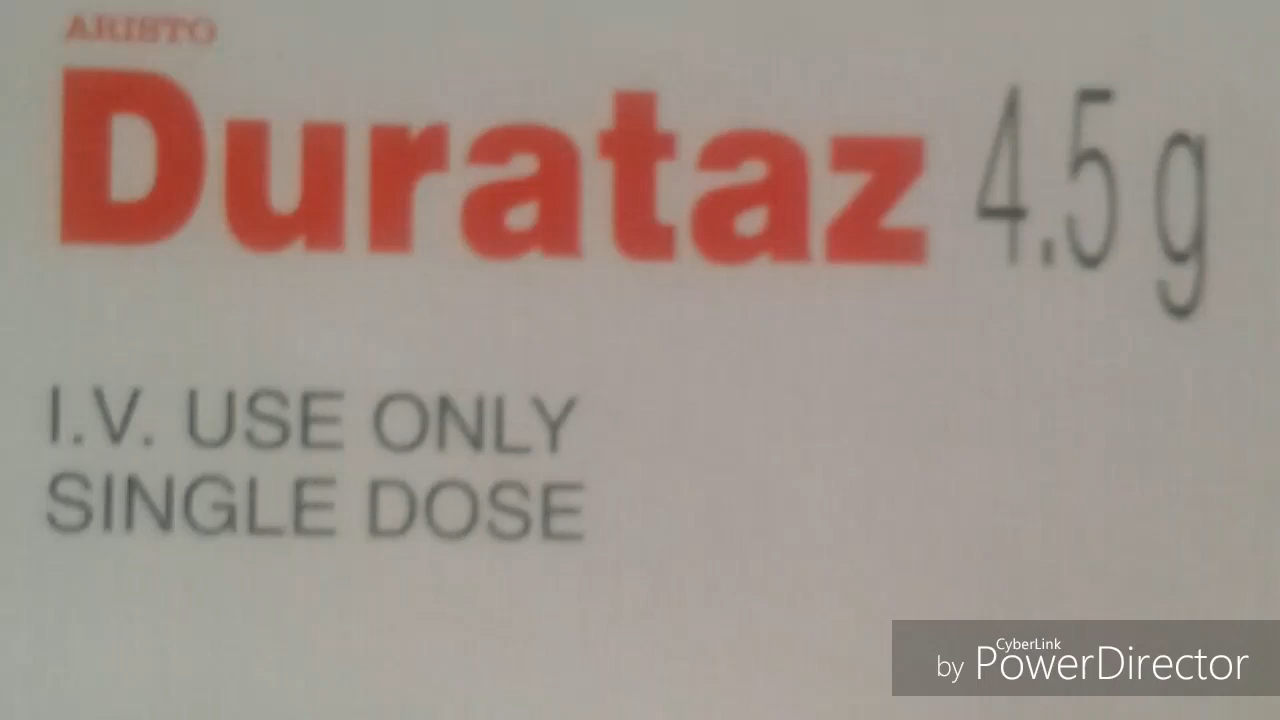 ARISTO
Durataz 4.5 g
I.V. USE ONLY
SINGLE DOSE
by CyberLink PowerDirector